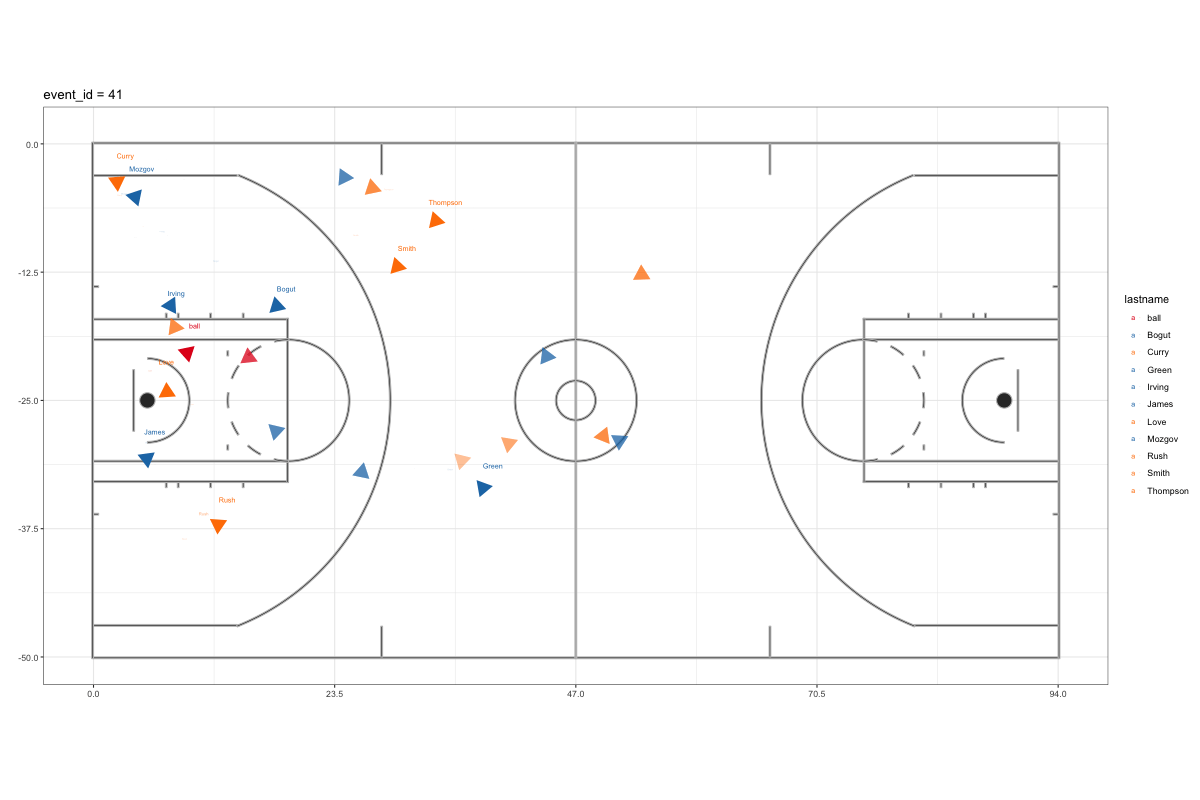 event_id = 41
0.0
-12.5
-25.0
-37.5
-50.0
Curry
Mozgov
Thompson
Smith
Irving
Bogut
ball
Love
James
Green
Rush
0.0
23.5
47.0
70.5
94.0
lastname
a ball
a Bogut
a Curry
a Green
a Irving
a James
a Love
a Mozgov
a Rush
a Smith
a Thompson